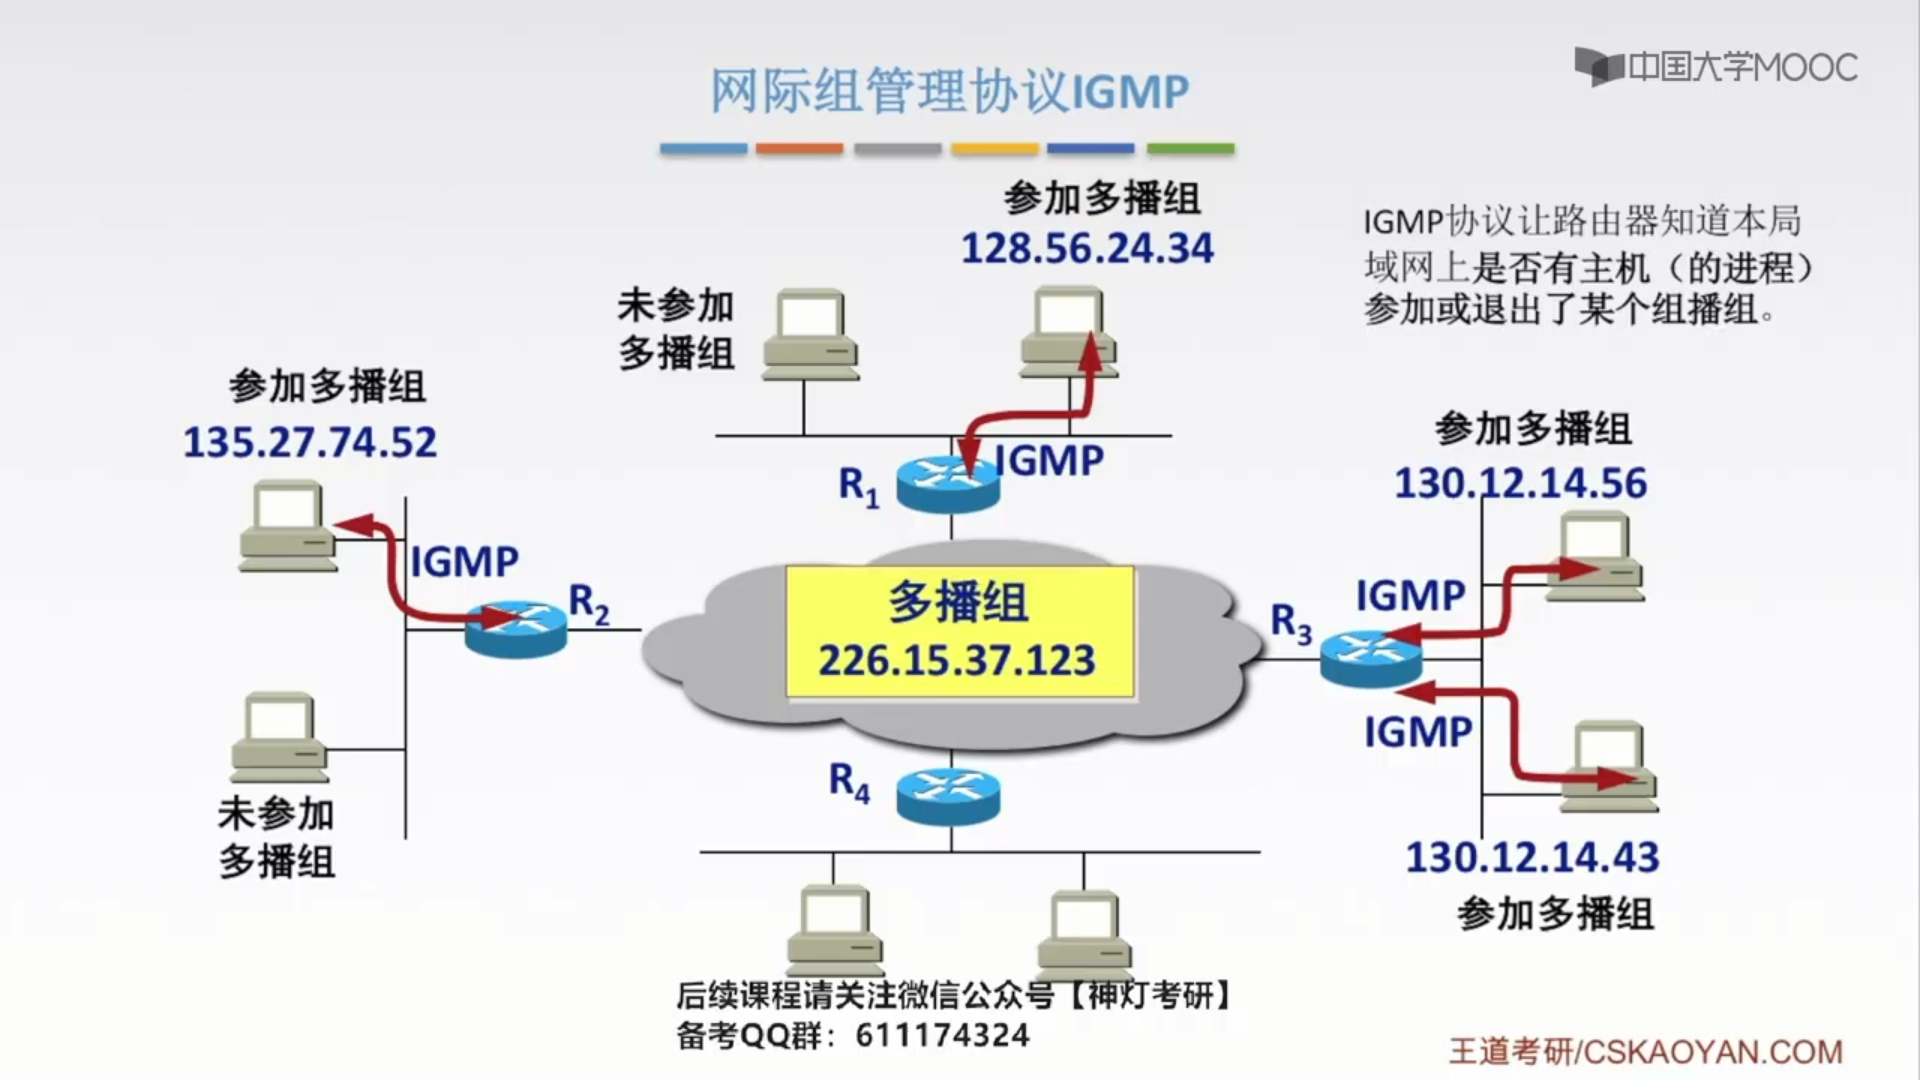 中国大学MOOC
网际组管理协议IGMP
参加多播组
128.56.24.34
IGMP协议让路由器知道本局
域网上是否有主机（的进程）
参加或退出了某个组播组。
未参加
多播组
参加多播组
135.27.74.52
参加多播组
130.12.14.56
R1
IGMP
IGMP
R2
多播组
226.15.37.123
R3
IGMP
IGMP
R4
未参加
多播组
130.12.14.43
参加多播组
后续课程请关注微信公众号【神灯考研】
备考QQ群：611174324
王道考研/CSKAOYAN.COM